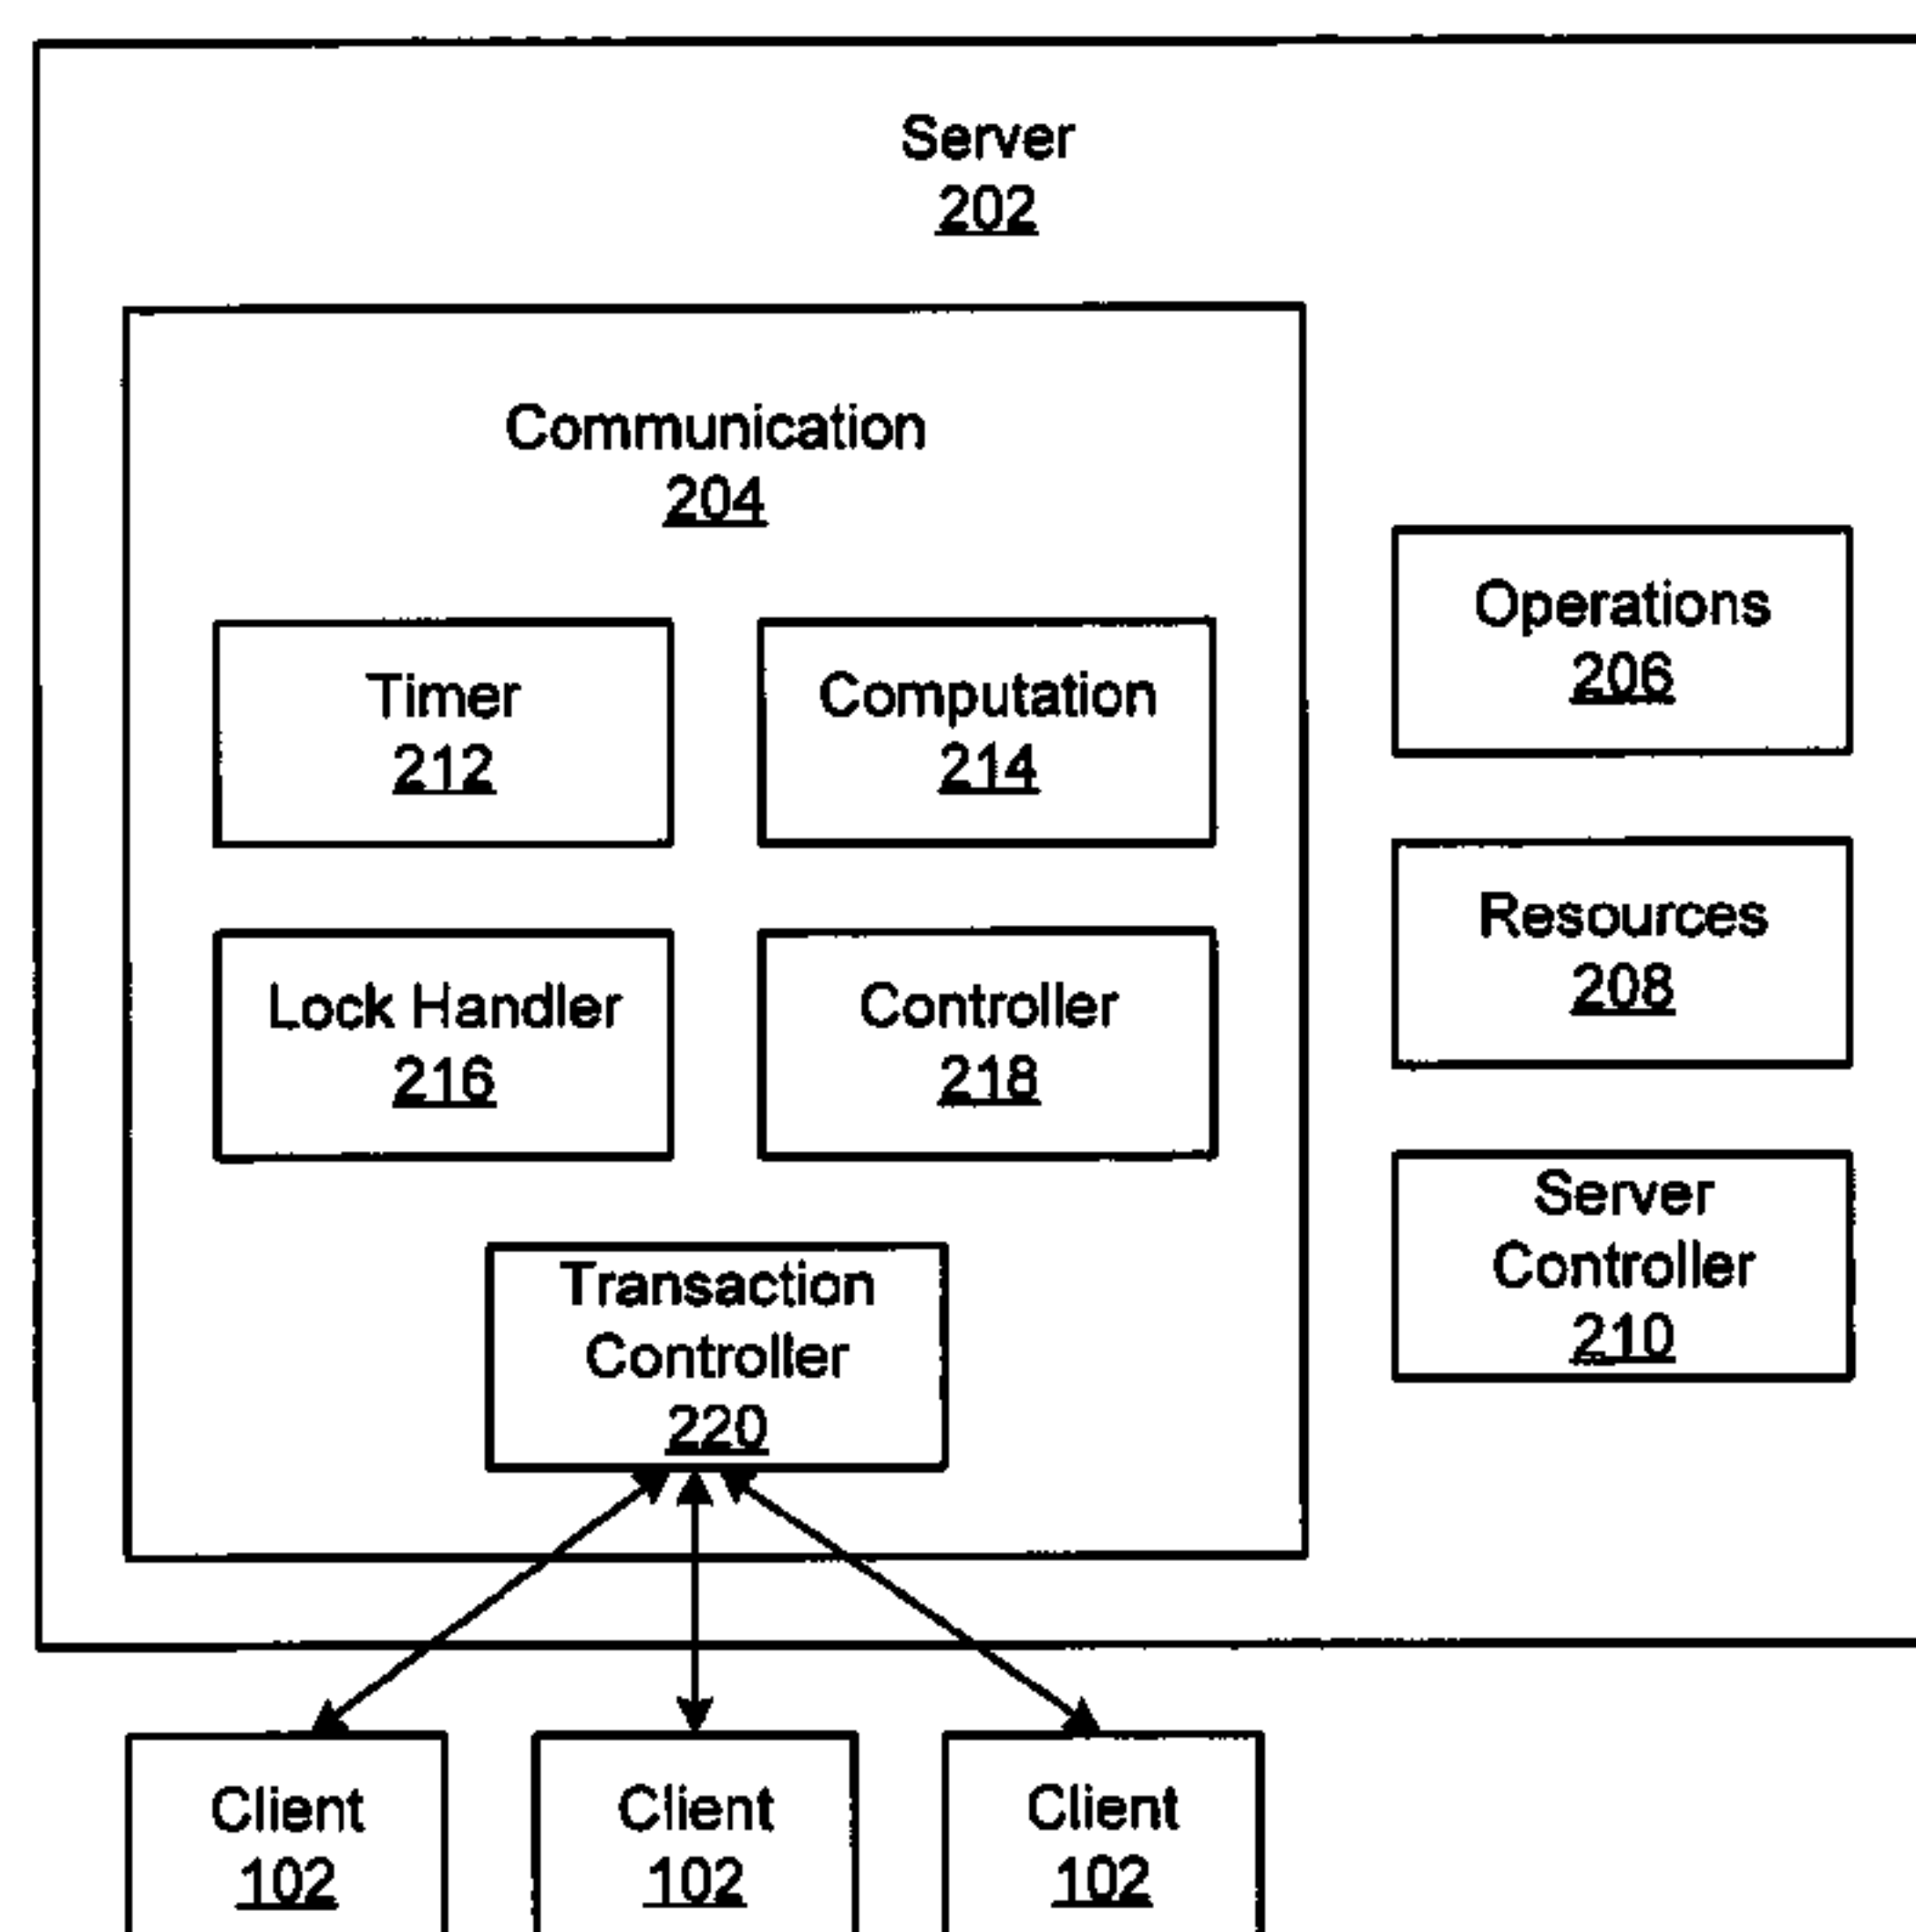 Server
202
Communication
204
Timer
212
Computation
214
Lock Handler
216
Controller
218
Transaction
Controller
220
Operations
206
Resources
208
Server
Controller
210
Client
102
Client
102
Client
102